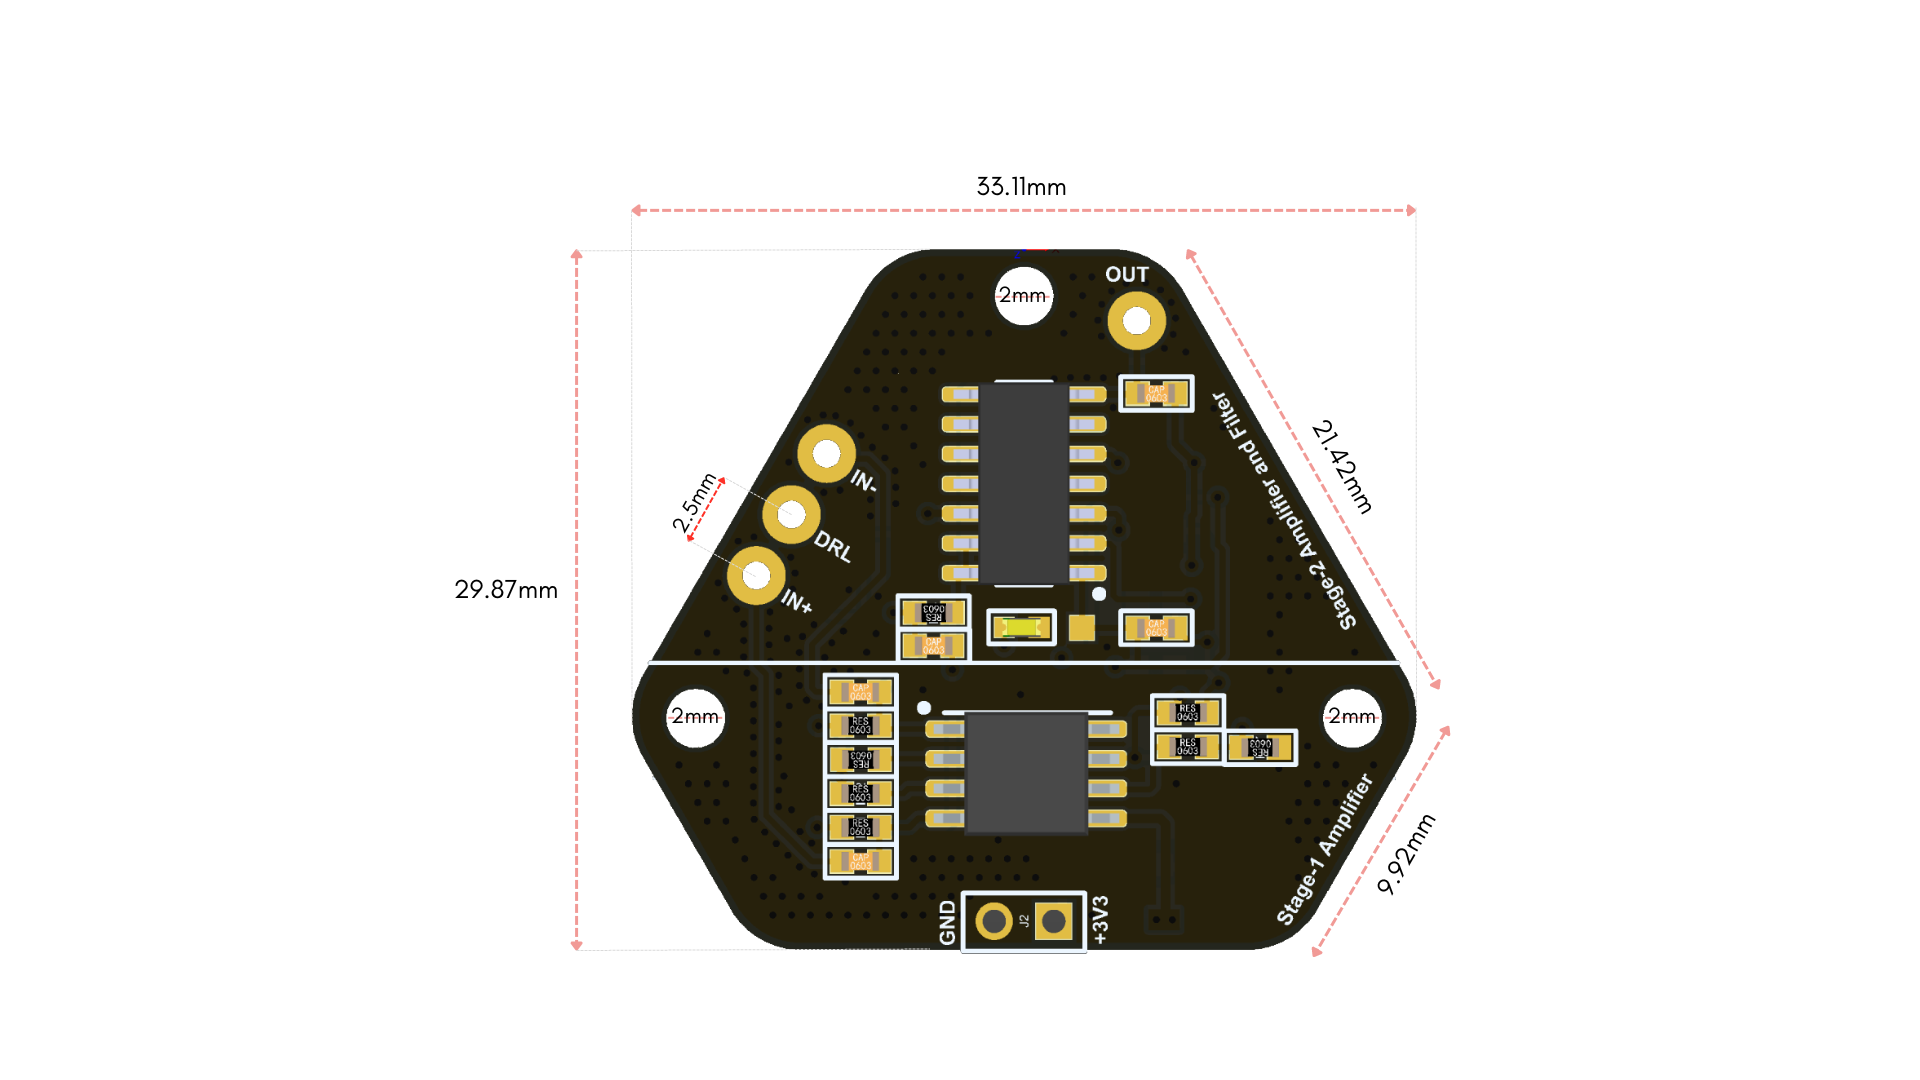 33.11mm
OUT
2mm
CAP
0603
Stage-2 Amplifier and Filter
21.42mm
IN-
2.5mm
DRL
29.87mm
IN+
RES
0603
CAP
0603
CAP
0603
CAP
0603
RES
0603
RES
0603
RES
0603
RES
0603
CAP
0603
2mm
RES
0603
RES
0603
RES
0603
2mm
Stage-1 Amplifier
9.92mm
GND
J2
+3V3